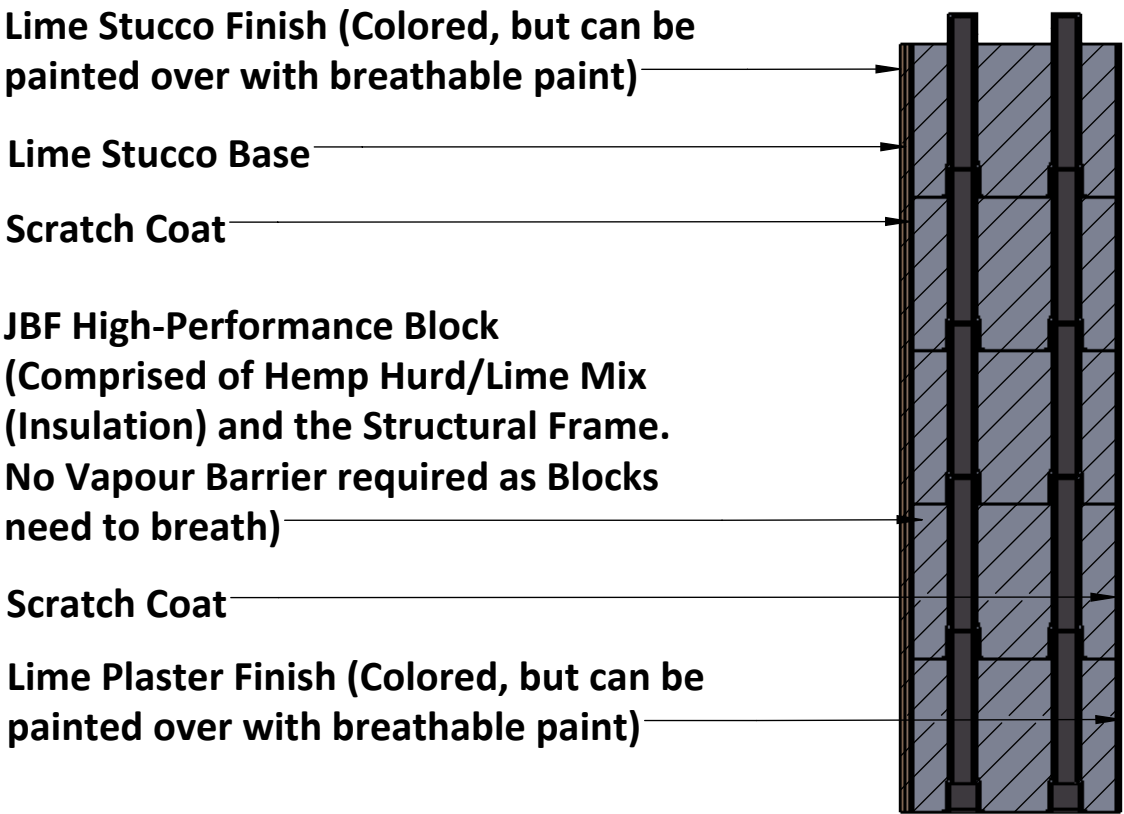 Lime Stucco Finish (Colored, but can be
painted over with breathable paint)
Lime Stucco Base
Scratch Coat
JBF High-Performance Block
(Comprised of Hemp Hurd/Lime Mix
(Insulation) and the Structural Frame.
No Vapour Barrier required as Blocks
need to breath)
Scratch Coat
Lime Plaster Finish (Colored, but can be
painted over with breathable paint)